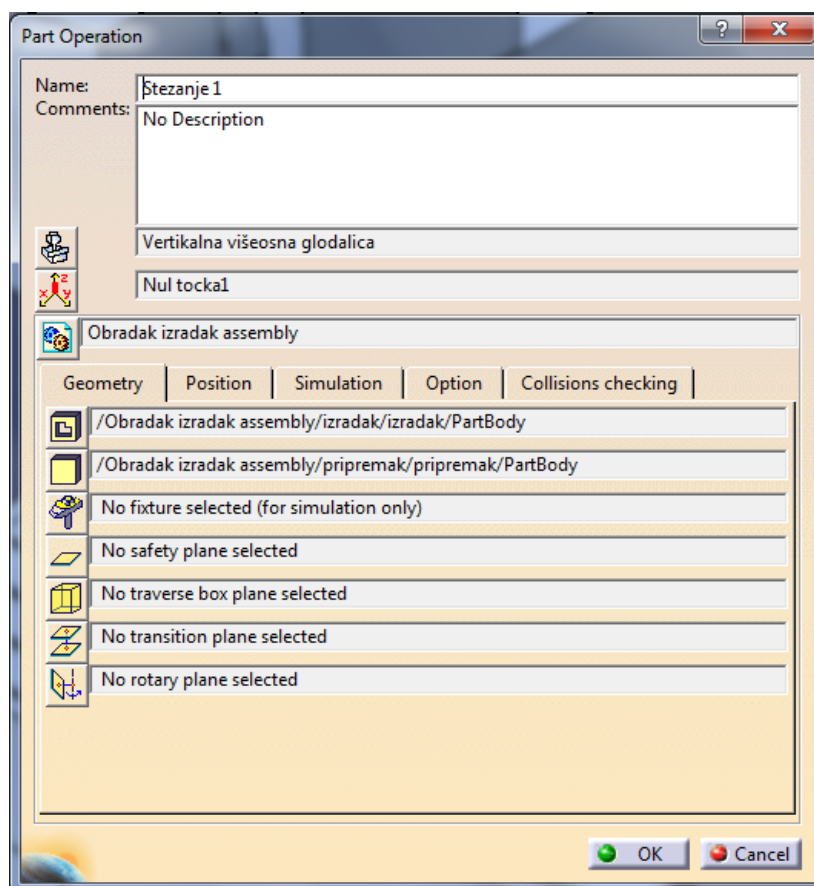 Part Operation
?
X
Name:
Stezanje 1
Comments:
No Description
Vertikalna višeosna glodalica
z
x y
Nul tocka1
Obradak izradak assembly
Geometry Position Simulation Option Collisions checking
/Obradak izradak assembly/izradak/izradak/PartBody
/Obradak izradak assembly/pripremak/pripremak/PartBody
No fixture selected (for simulation only)
No safety plane selected
No traverse box plane selected
No transition plane selected
No rotary plane selected
OK Cancel